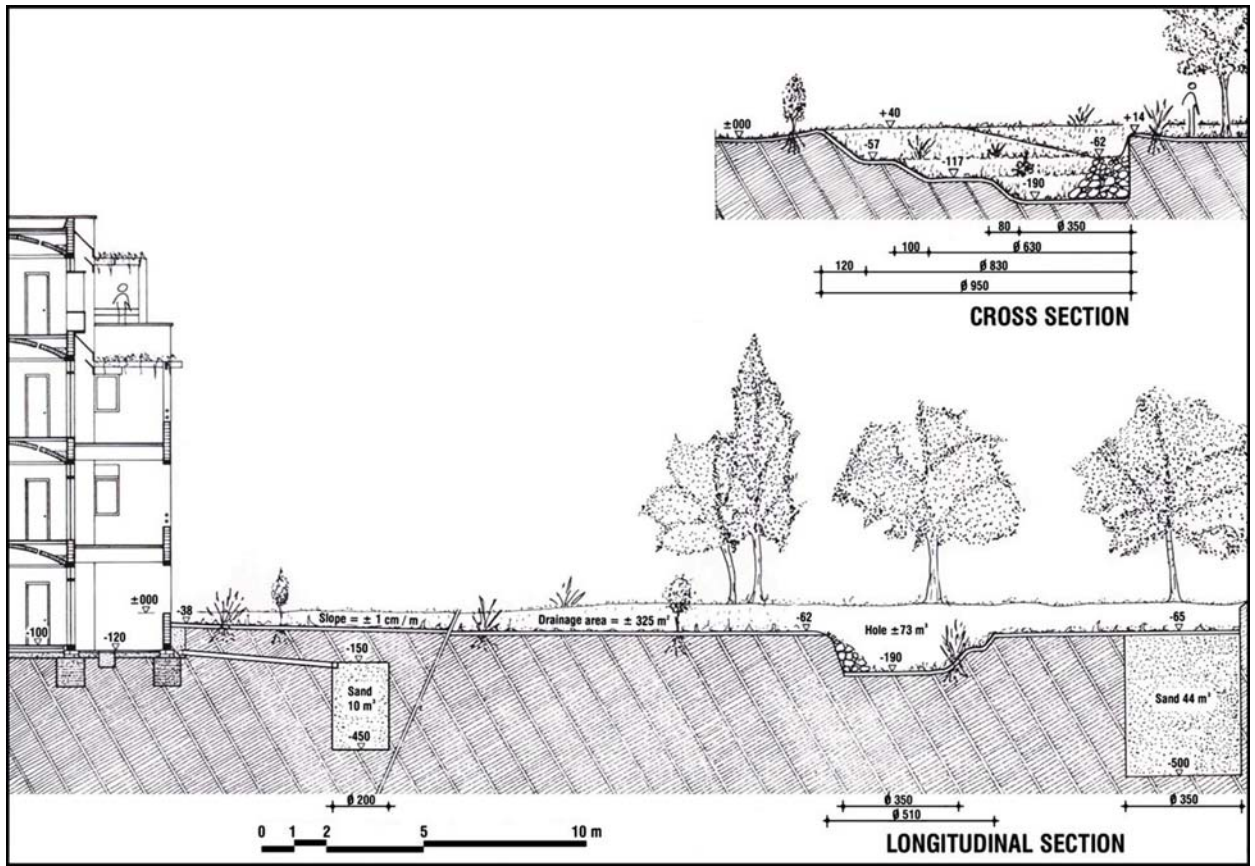 ±000
+40
+14
-57
-62
-117
-190
80
Ø 350
100
Ø 630
120
Ø 830
Ø 950
CROSS SECTION
±000
-38
Slope = ± 1 cm / m
Drainage area = ± 325 m²
-62
Hole ±73 m³
-65
-100
-120
-150
-190
Sand
10 m³
Sand 44 m³
-450
-500
Ø 200
Ø 350
Ø 350
Ø 510
0 1 2 5 10 m
LONGITUDINAL SECTION